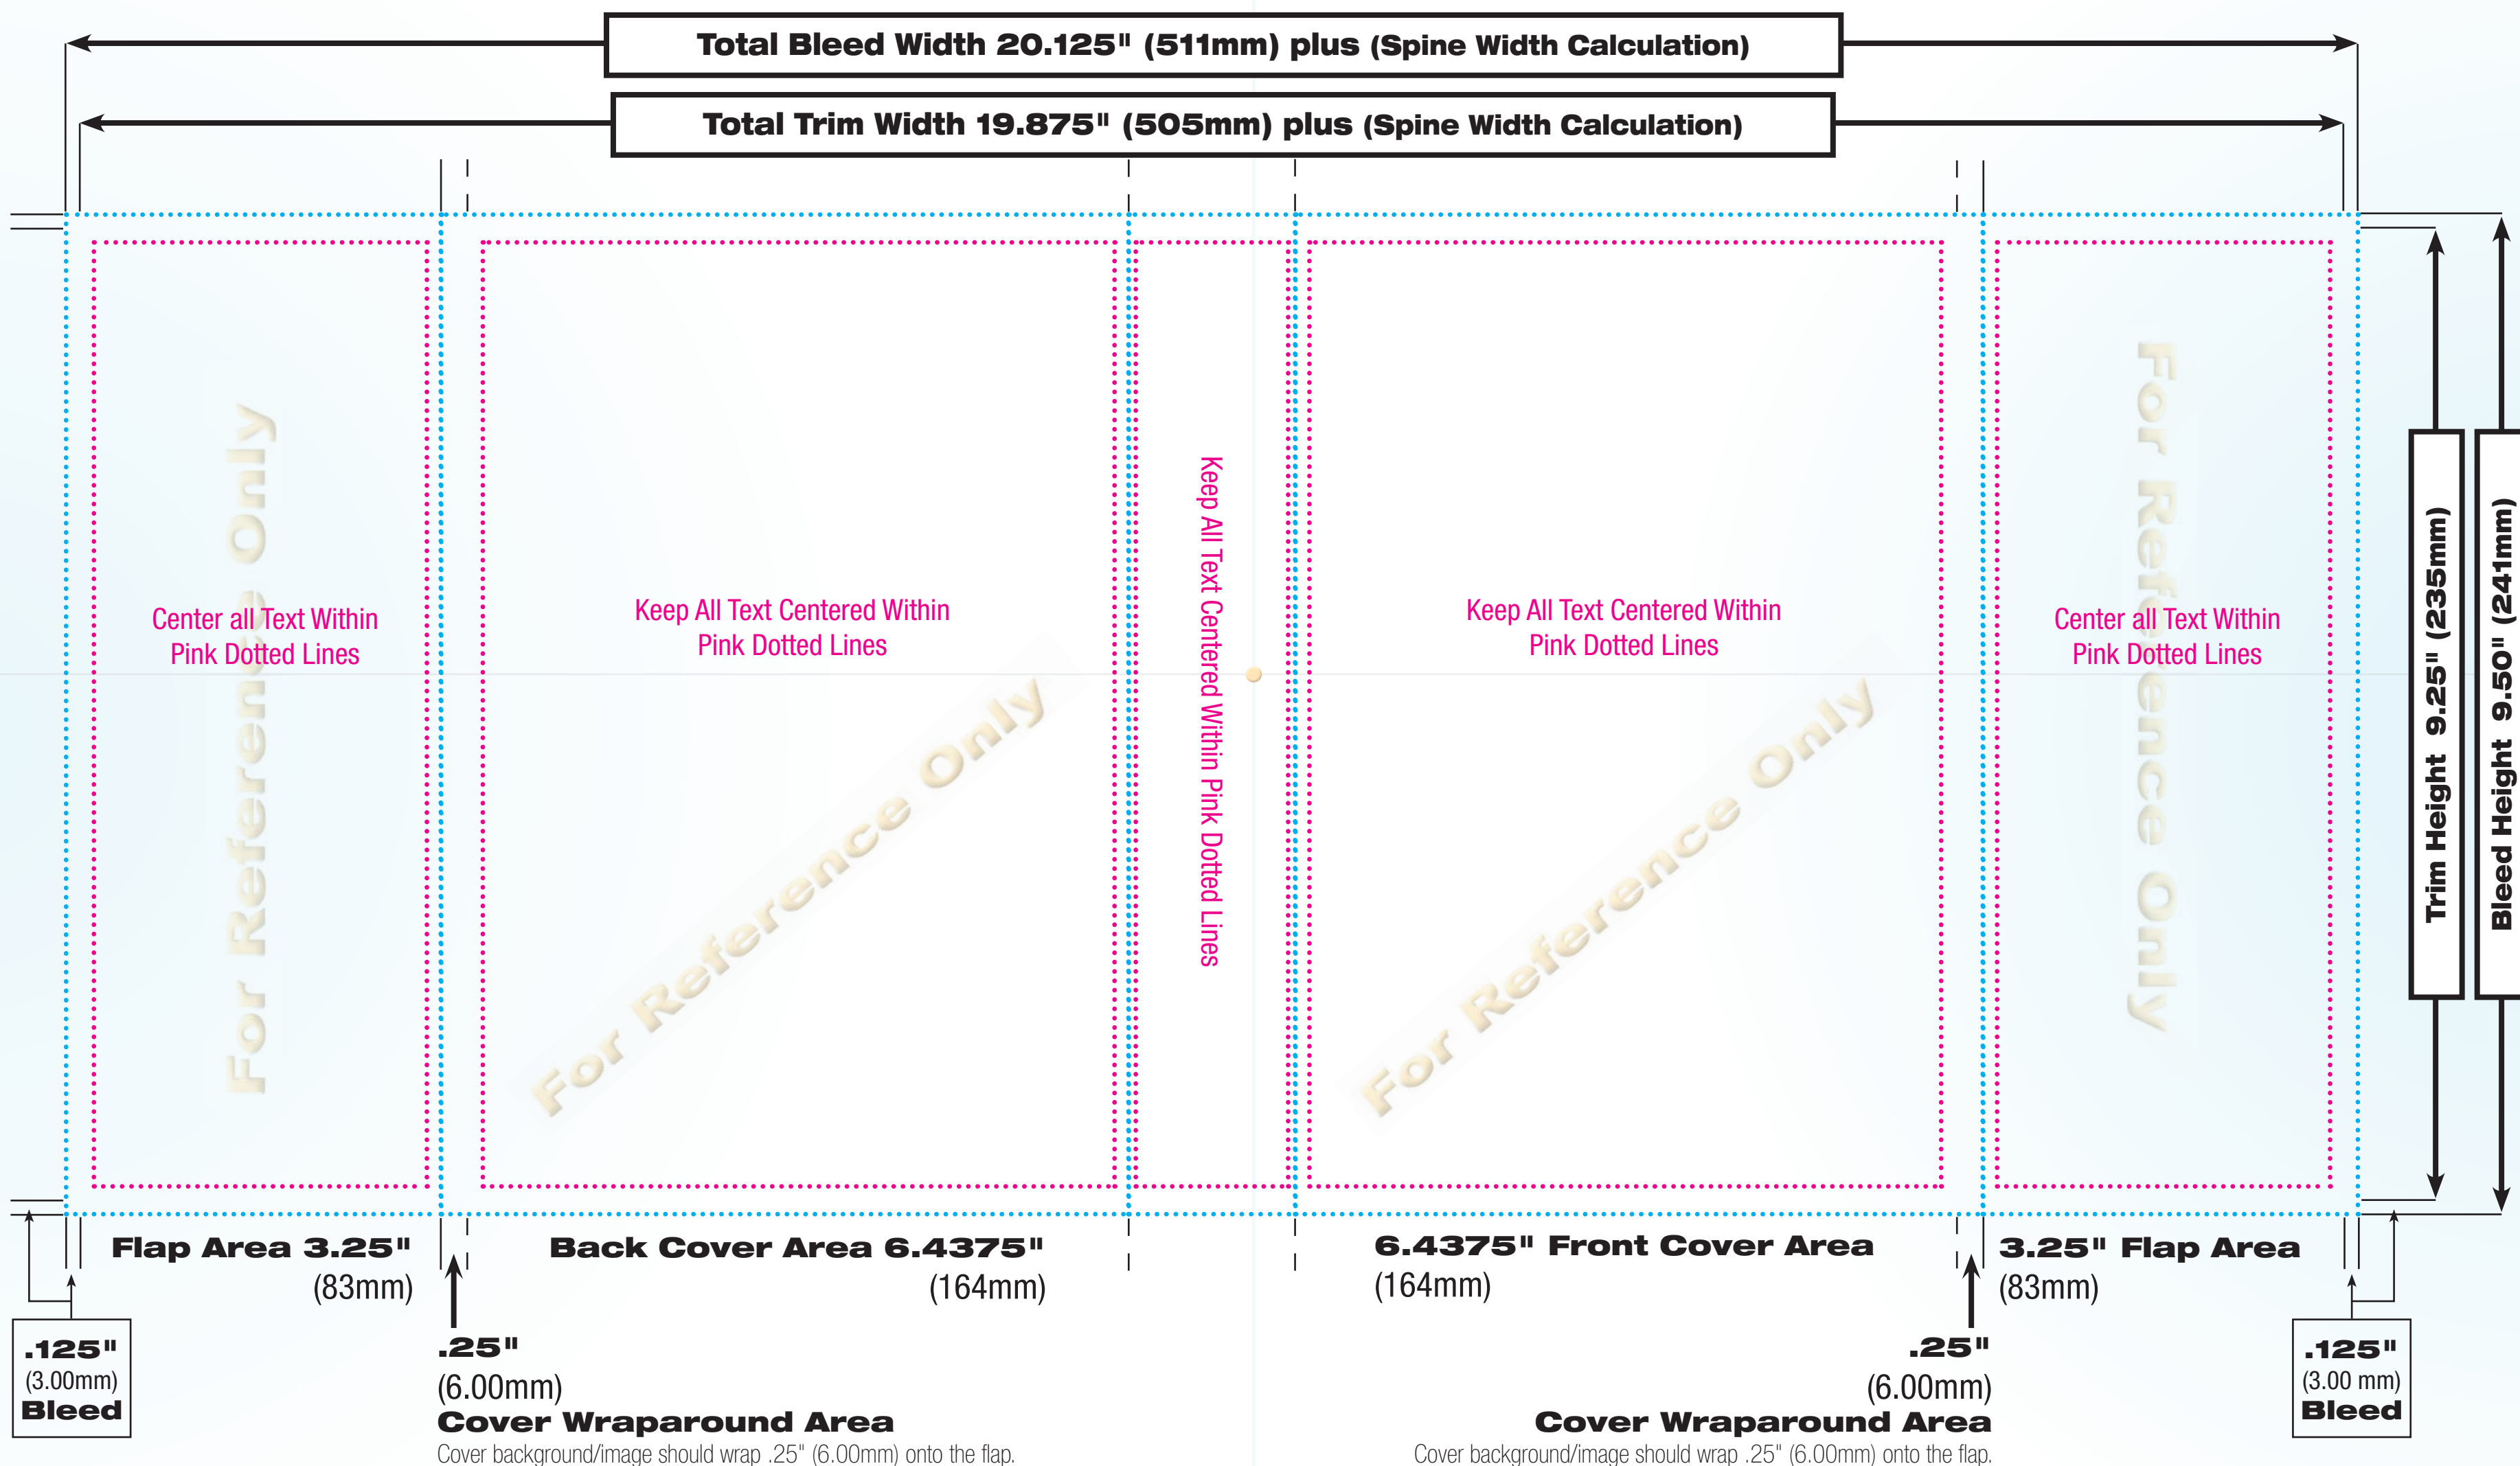 Total Bleed Width 20.125" (511mm) plus (Spine Width Calculation)
Total Trim Width 19.875" (505mm) plus (Spine Width Calculation)
For Reference Only
Center all Text Within
Pink Dotted Lines
For Reference Only
Keep All Text Centered Within
Pink Dotted Lines
Keep All Text Centered Within Pink Dotted Lines
For Reference Only
Keep All Text Centered Within
Pink Dotted Lines
For Reference Only
Center all Text Within
Pink Dotted Lines
Trim Height 9.25" (235mm)
Bleed Height 9.50" (241mm)
Flap Area 3.25"
(83mm)
Back Cover Area 6.4375"
(164mm)
6.4375" Front Cover Area
(164mm)
3.25" Flap Area
(83mm)
.125"
(3.00mm)
Bleed
.25"
(6.00mm)
Cover Wraparound Area
Cover background/image should wrap .25" (6.00mm) onto the flap.
.25"
(6.00mm)
Cover Wraparound Area
Cover background/image should wrap .25" (6.00mm) onto the flap.
.125"
(3.00 mm)
Bleed